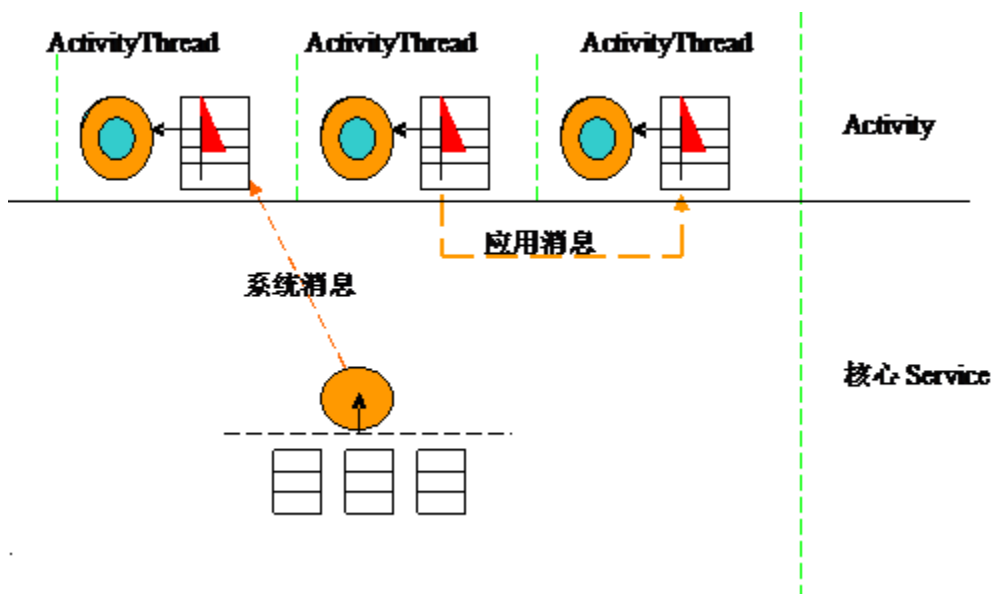 ActivityThread
ActivityThread
ActivityThread
Activity
应用消息
系统消息
核心 Service